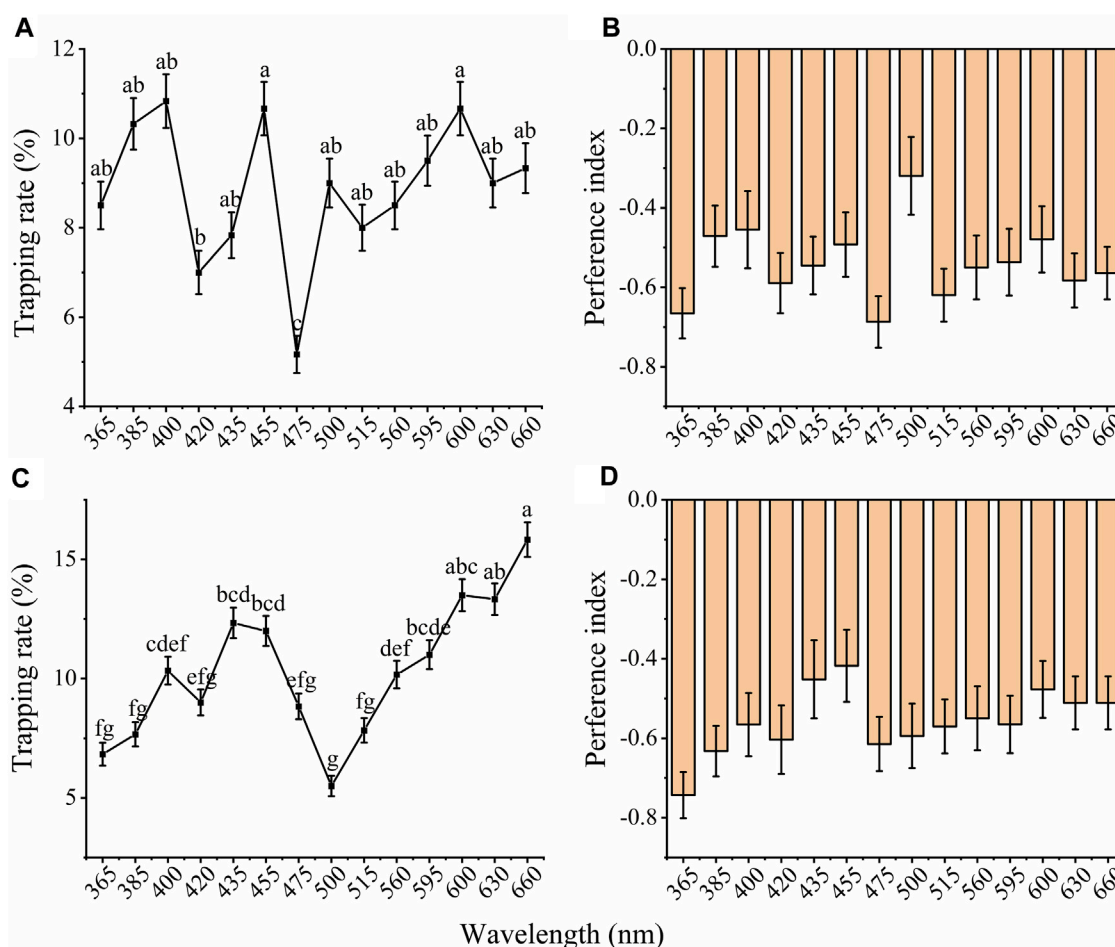 A
Trapping rate (%)
12
10
8
6
4
ab ab ab b ab a c ab ab ab ab a ab ab
365 385 400 420 435 455 475 500 515 560 595 600 630 660
B
Perference index
0.0
-0.2
-0.4
-0.6
-0.8
365 385 400 420 435 455 475 500 515 560 595 600 630 660
C
Trapping rate (%)
15
10
5
fg fg cdef efg bcd bcd efg g fg def bcde abc ab a
365 385 400 420 435 455 475 500 515 560 595 600 630 660
D
Perference index
0.0
-0.2
-0.4
-0.6
-0.8
365 385 400 420 435 455 475 500 515 560 595 600 630 660
Wavelength (nm)